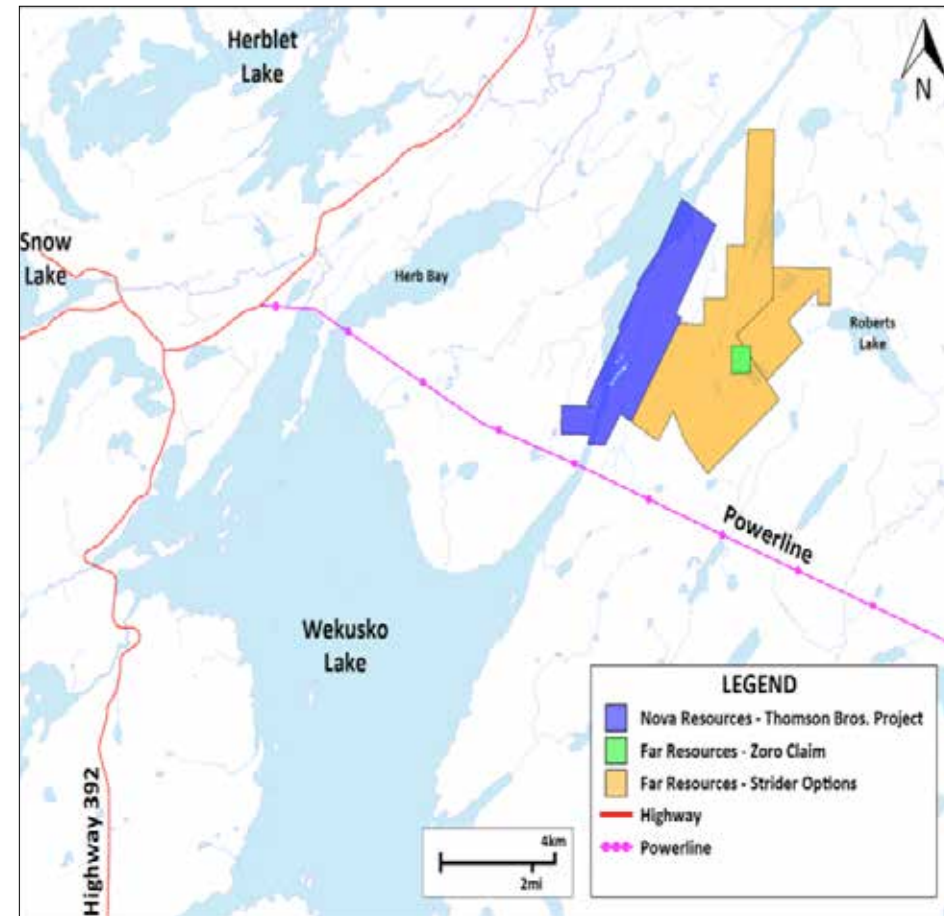 Herblet
Lake
N
Snow
Lake
Herb Bay
Roberts
Lake
Powerline
Wekusko
Lake
Highway 392
4km
2mi
LEGEND
Nova Resources - Thomson Bros. Project
Far Resources - Zoro Claim
Far Resources - Strider Options
Highway
Powerline